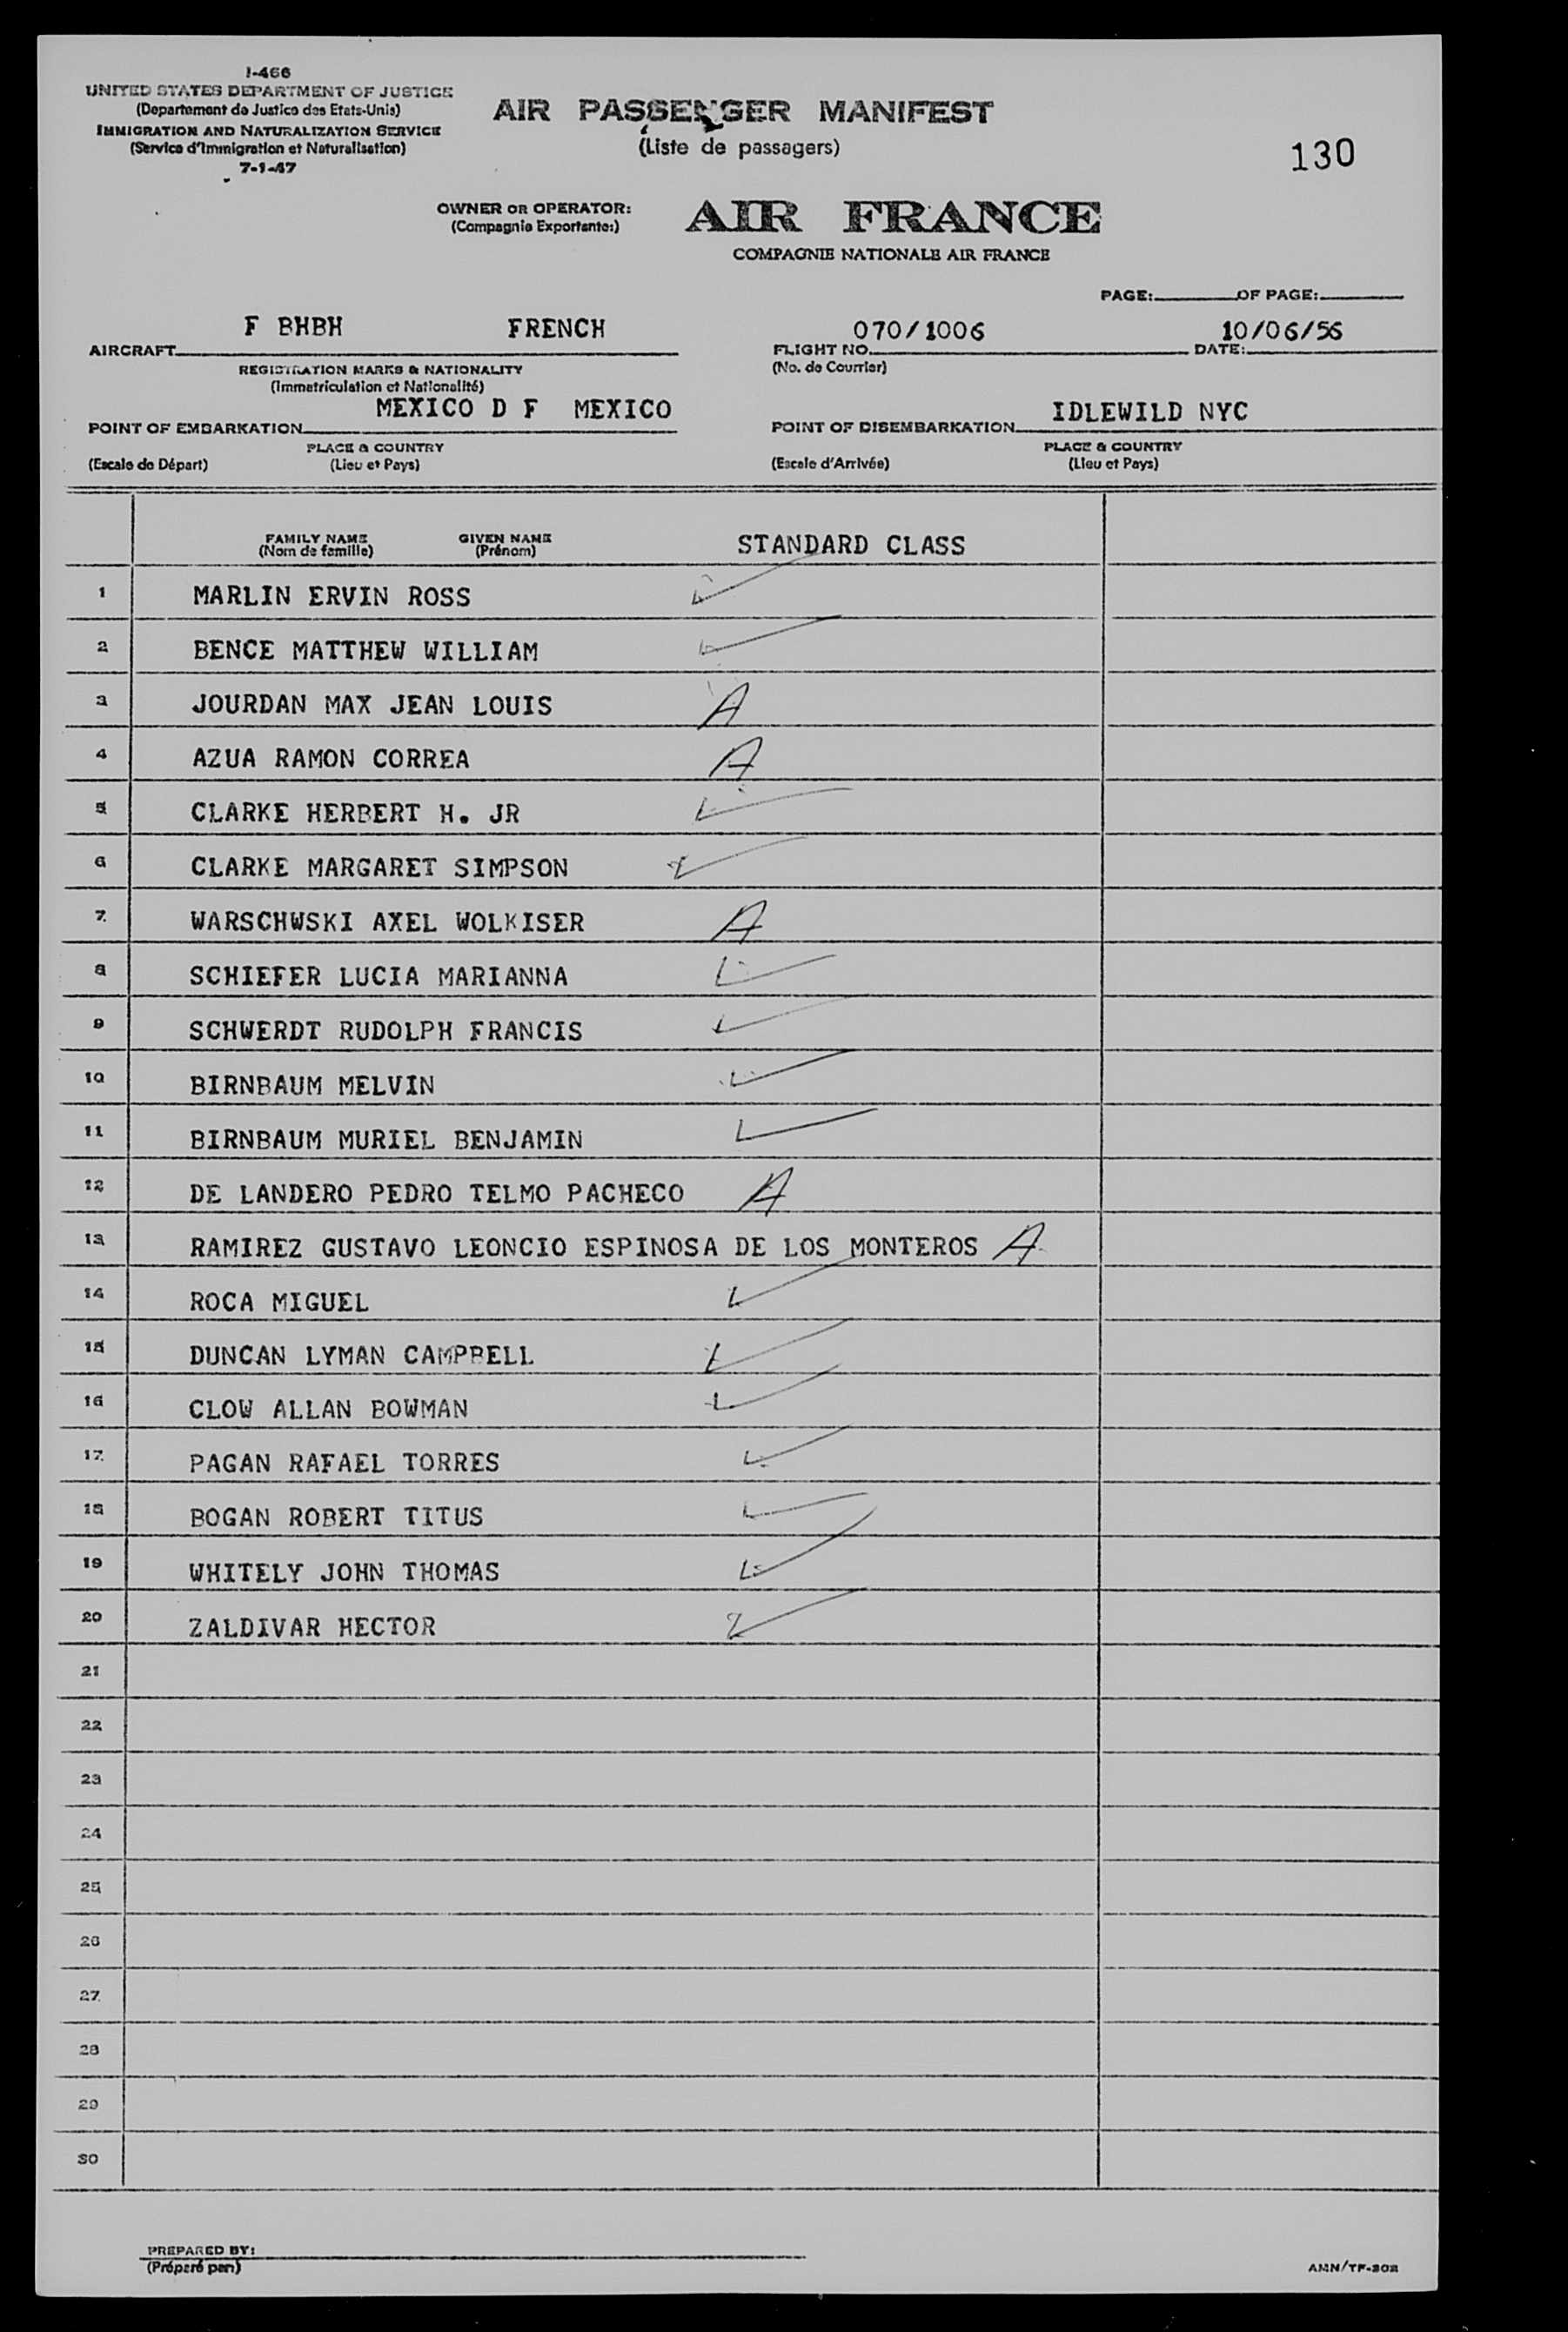 I-466
UNITED STATES DEPARTMENT OF JUSTICE
(Departement de Justice des Etats-Unis)
IMMIGRATION AND NATURALIZATION SERVICE
(Service d'Immigration et Naturalisation)
7-1-47
AIR PASSENGER MANIFEST
(Liste de passagers)
130
OWNER OR OPERATOR: AIR FRANCE
(Compagnie Exportante:)
COMPAGNIE NATIONALE AIR FRANCE
PAGE: OF PAGE:
F BHBH FRENCH 070/1006 10/06/56
AIRCRAFT FLIGHT NO. DATE:
REGISTRATION MARKS & NATIONALITY (No. de Courrier)
(Immatriculation et Nationalité)
MEXICO D F MEXICO IDLEWILD NYC
POINT OF EMBARKATION POINT OF DISEMBARKATION
PLACE & COUNTRY PLACE & COUNTRY
(Escale de Départ) (Lieu et Pays) (Escale d'Arrivée) (Lieu et Pays)
FAMILY NAME GIVEN NAME STANDARD CLASS
(Nom de famille) (Prénom)
1 MARLIN ERVIN ROSS
2 BENCE MATTHEW WILLIAM
3 JOURDAN MAX JEAN LOUIS A
4 AZUA RAMON CORREA A
5 CLARKE HERBERT H. JR
6 CLARKE MARGARET SIMPSON
7 WARSCHWSKI AXEL WOLKISER A
8 SCHIEFER LUCIA MARIANNA
9 SCHWERDT RUDOLPH FRANCIS
10 BIRNBAUM MELVIN
11 BIRNBAUM MURIEL BENJAMIN
12 DE LANDERO PEDRO TELMO PACHECO A
13 RAMIREZ GUSTAVO LEONCIO ESPINOSA DE LOS MONTEROS A
14 ROCA MIGUEL
15 DUNCAN LYMAN CAMPBELL
16 CLOW ALLAN BOWMAN
17 PAGAN RAFAEL TORRES
18 BOGAN ROBERT TITUS
19 WHITELY JOHN THOMAS
20 ZALDIVAR HECTOR
21
22
23
24
25
26
27
28
29
30
PREPARED BY:
(Préparé par)
AMN/TF-302